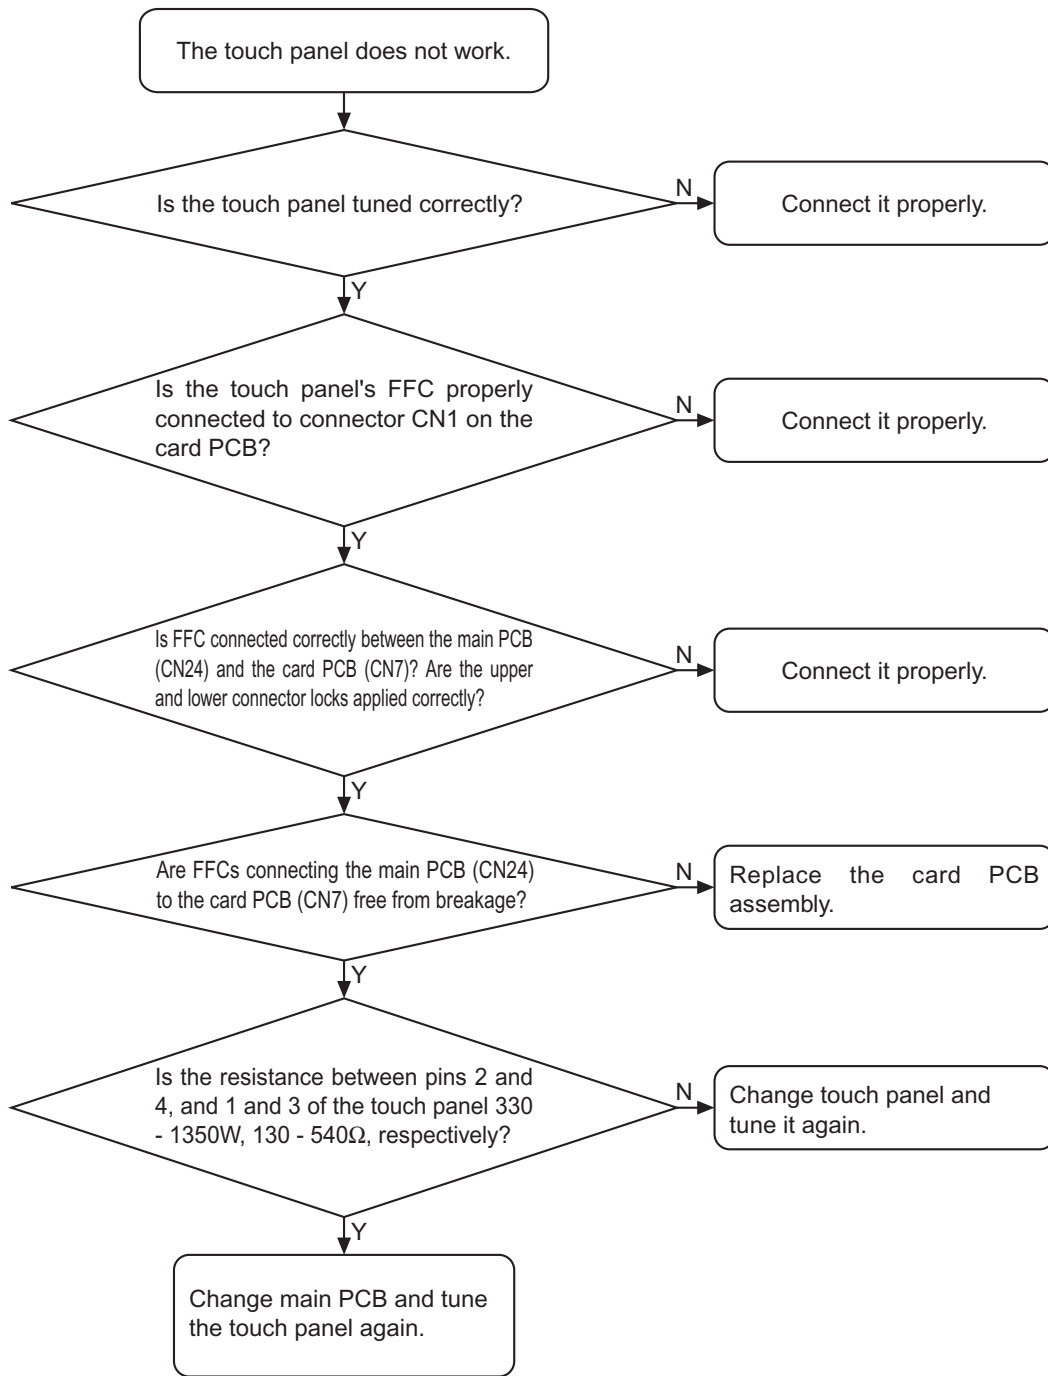 The touch panel does not work.
Is the touch panel tuned correctly?
N
Connect it properly.
Y
Is the touch panel's FFC properly
connected to connector CN1 on the
card PCB?
N
Connect it properly.
Y
Is FFC connected correctly between the main PCB
(CN24) and the card PCB (CN7)? Are the upper
and lower connector locks applied correctly?
N
Connect it properly.
Y
Are FFCs connecting the main PCB (CN24)
to the card PCB (CN7) free from breakage?
N
Replace the card PCB
assembly.
Y
Is the resistance between pins 2 and
4, and 1 and 3 of the touch panel 330
- 1350W, 130 - 540Ω, respectively?
N
Change touch panel and
tune it again.
Y
Change main PCB and tune
the touch panel again.